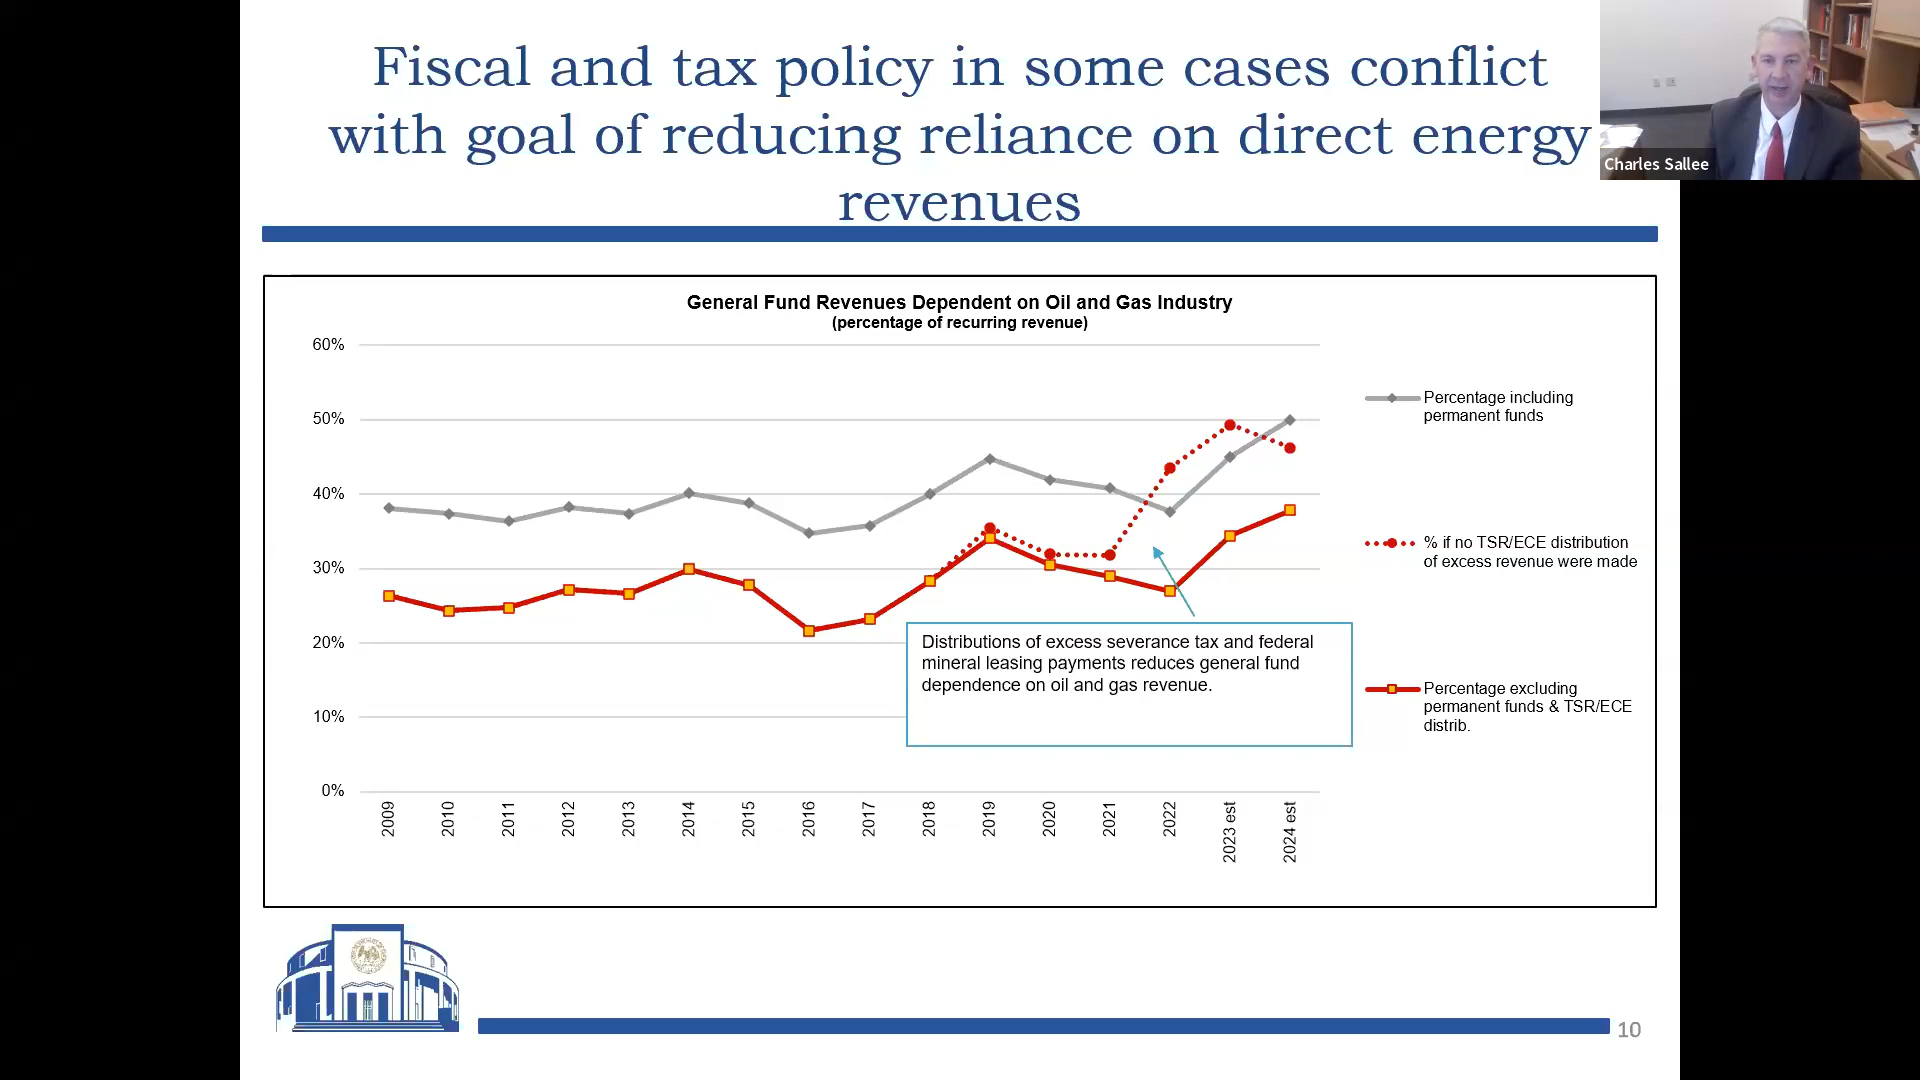 Fiscal and tax policy in some cases conflict
with goal of reducing reliance on direct energy
revenues
Charles Sallee
General Fund Revenues Dependent on Oil and Gas Industry
(percentage of recurring revenue)
60%
50%
40%
30%
20%
10%
0%
2009
2010
2011
2012
2013
2014
2015
2016
2017
2018
2019
2020
2021
2022
2023 est
2024 est
Percentage including
permanent funds
% if no TSR/ECE distribution
of excess revenue were made
Percentage excluding
permanent funds & TSR/ECE
distrib.
Distributions of excess severance tax and federal
mineral leasing payments reduces general fund
dependence on oil and gas revenue.
10